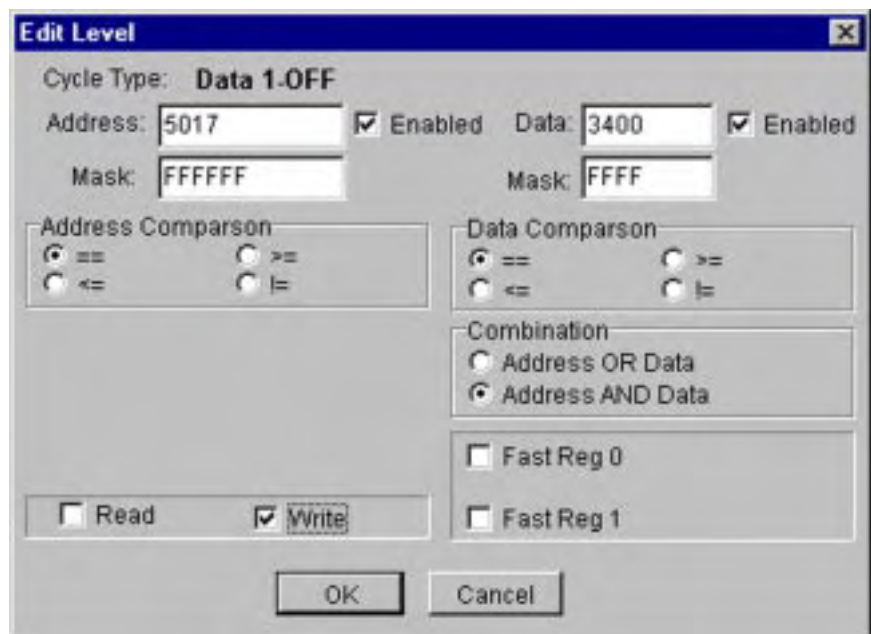 Edit Level
Cycle Type: Data 1-OFF
Address: 5017 Enabled Data: 3400 Enabled
Mask: FFFFFF Mask: FFFF
Address Comparson Data Comparson
== >= == >=
<= != <= !=
Combination
Address OR Data
Address AND Data
Fast Reg 0
Read Write Fast Reg 1
OK Cancel